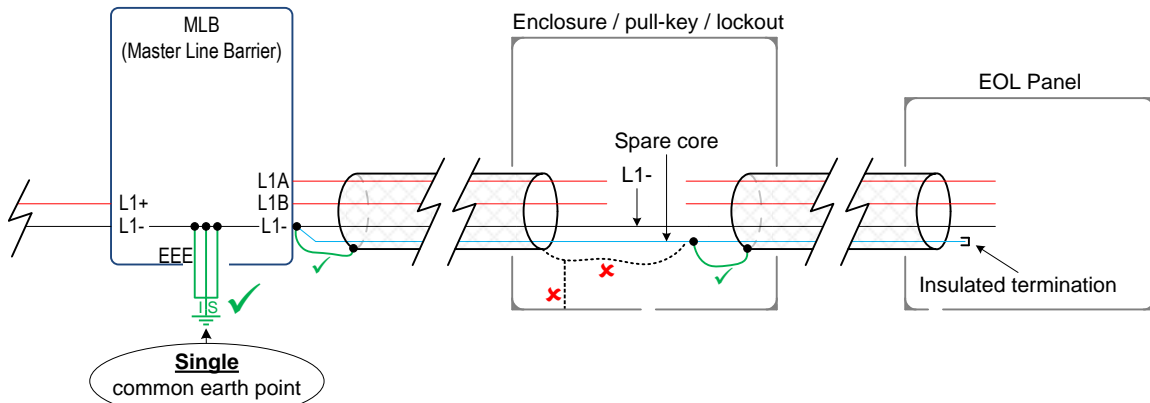 MLB
(Master Line Barrier)
Enclosure / pull-key / lockout
EOL Panel
Spare core
L1-
L1A
L1B
L1+
L1-
L1-
EEE
I S
Insulated termination
Single
common earth point